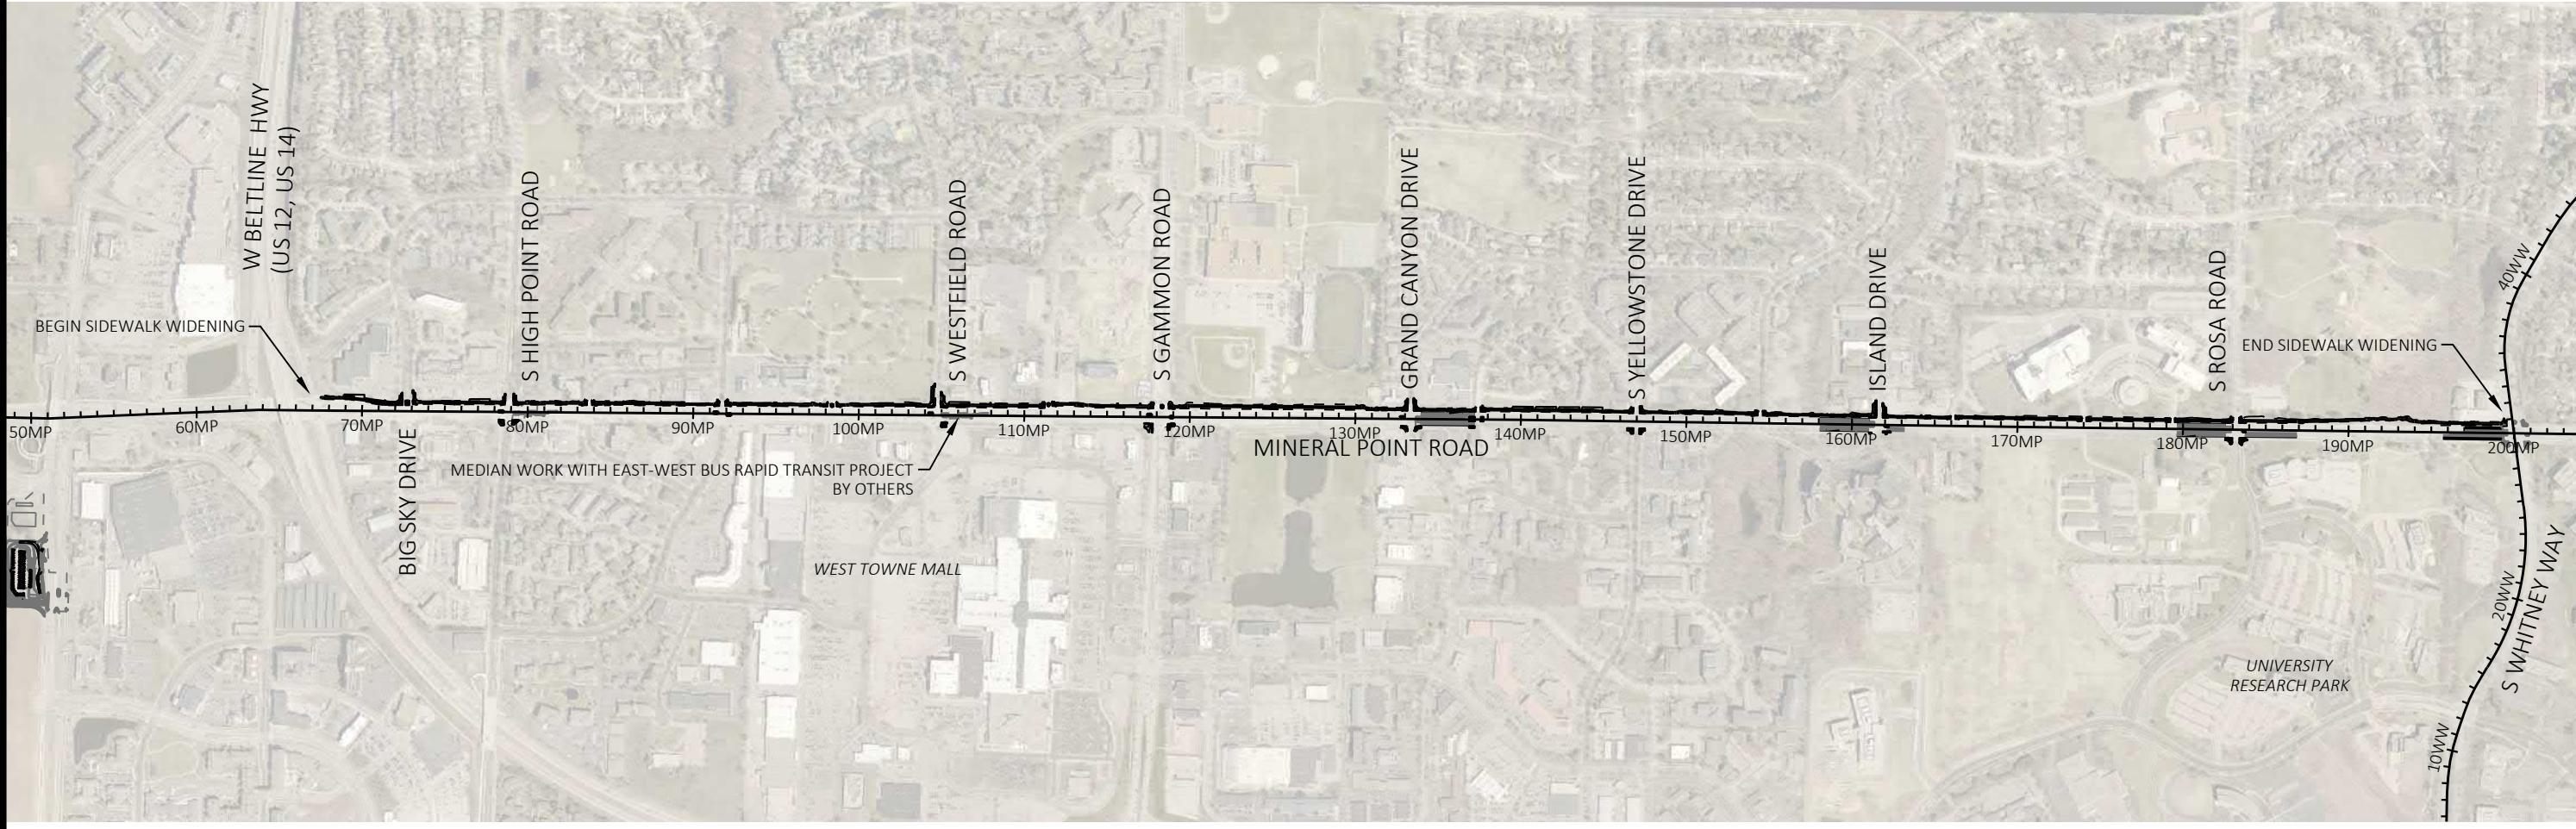 W BELTLINE HWY
(US 12, US 14)
S HIGH POINT ROAD
S WESTFIELD ROAD
S GAMMON ROAD
GRAND CANYON DRIVE
S YELLOWSTONE DRIVE
ISLAND DRIVE
S ROSA ROAD
40WW
BEGIN SIDEWALK WIDENING
END SIDEWALK WIDENING
50MP
60MP
70MP
80MP
90MP
100MP
110MP
120MP
130MP
140MP
150MP
160MP
170MP
180MP
190MP
200MP
MINERAL POINT ROAD
BIG SKY DRIVE
MEDIAN WORK WITH EAST-WEST BUS RAPID TRANSIT PROJECT
BY OTHERS
WEST TOWNE MALL
20WW
S WHITNEY WAY
UNIVERSITY
RESEARCH PARK
10WW